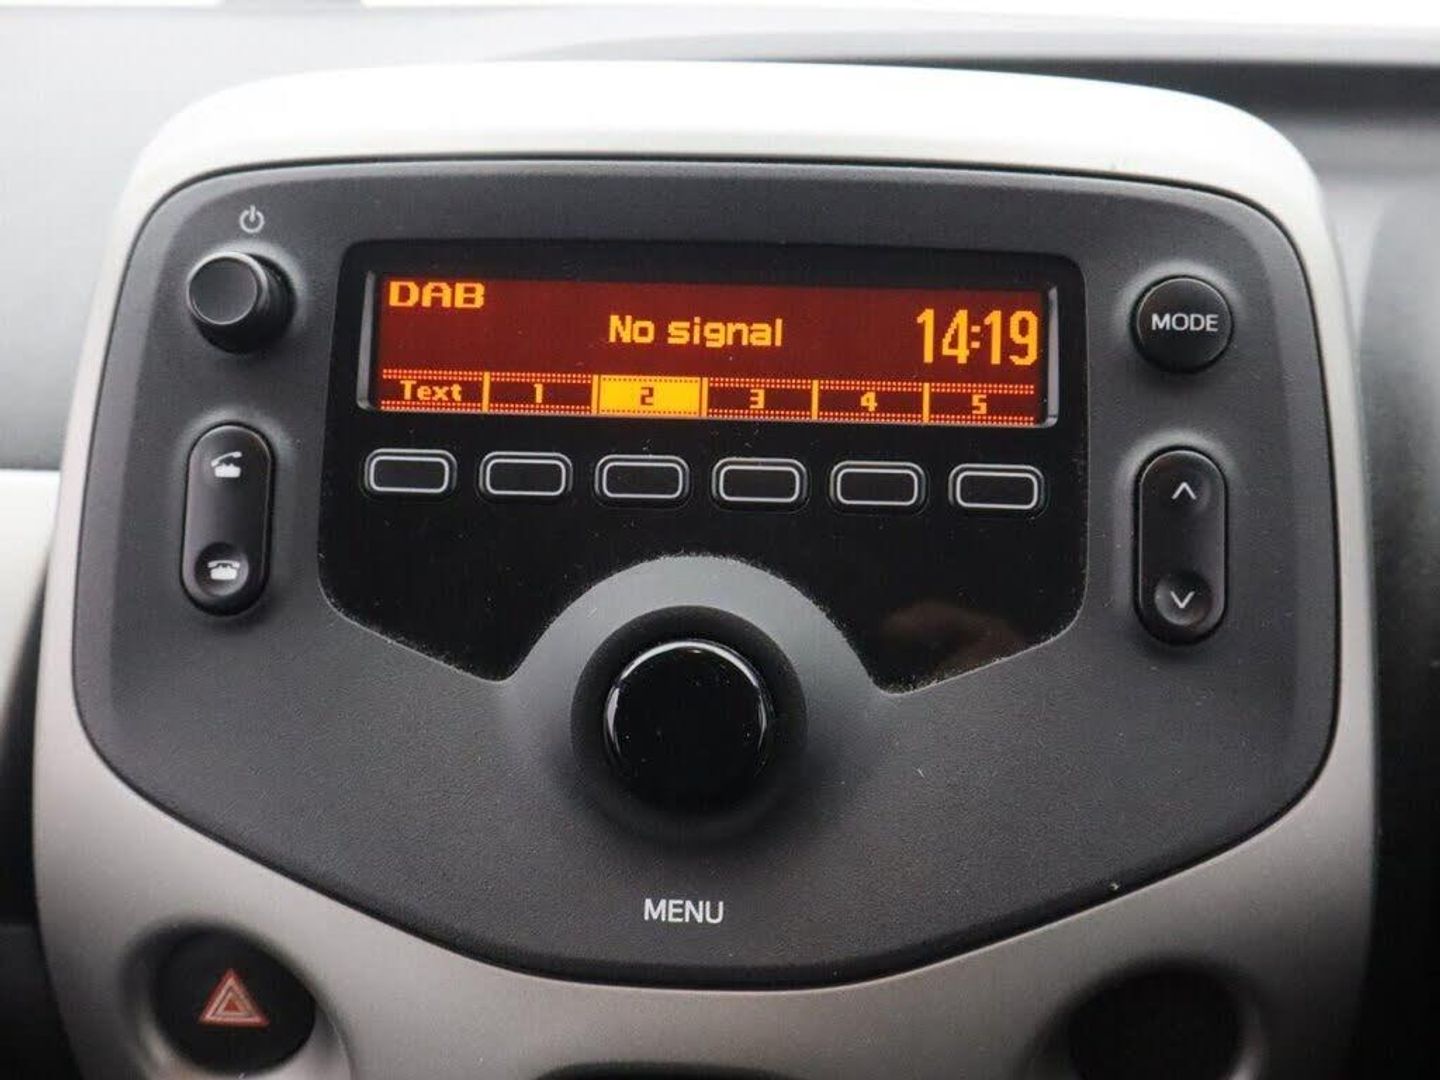 DAB
No signal
14:19
Text 1 2 3 4 5
MODE
MENU